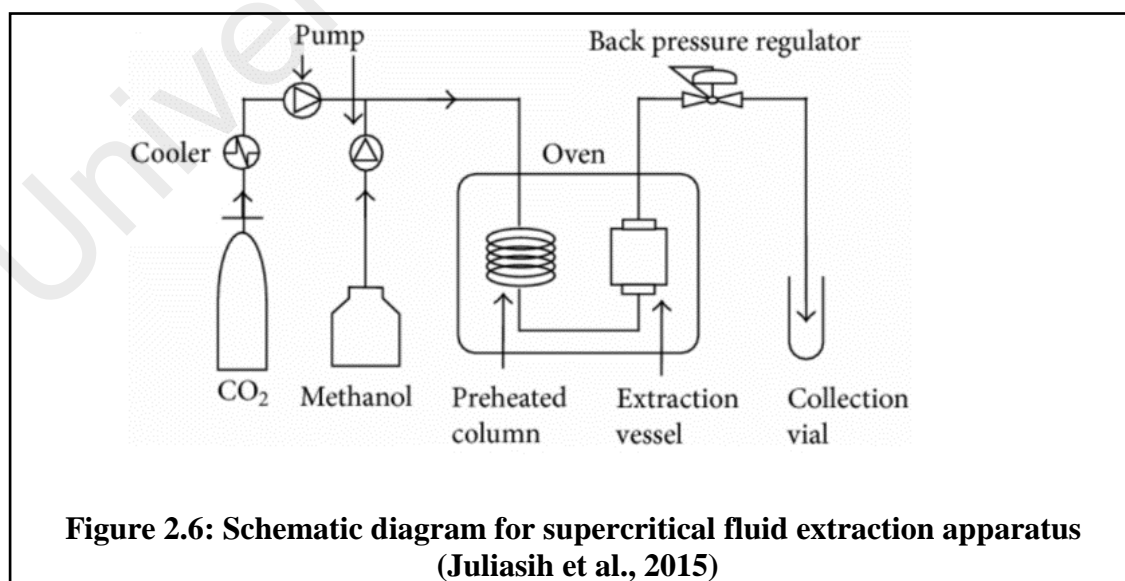 Univer
Pump
Back pressure regulator
Cooler
Oven
CO₂
Methanol
Preheated
column
Extraction
vessel
Collection
vial
Figure 2.6: Schematic diagram for supercritical fluid extraction apparatus
(Juliasih et al., 2015)